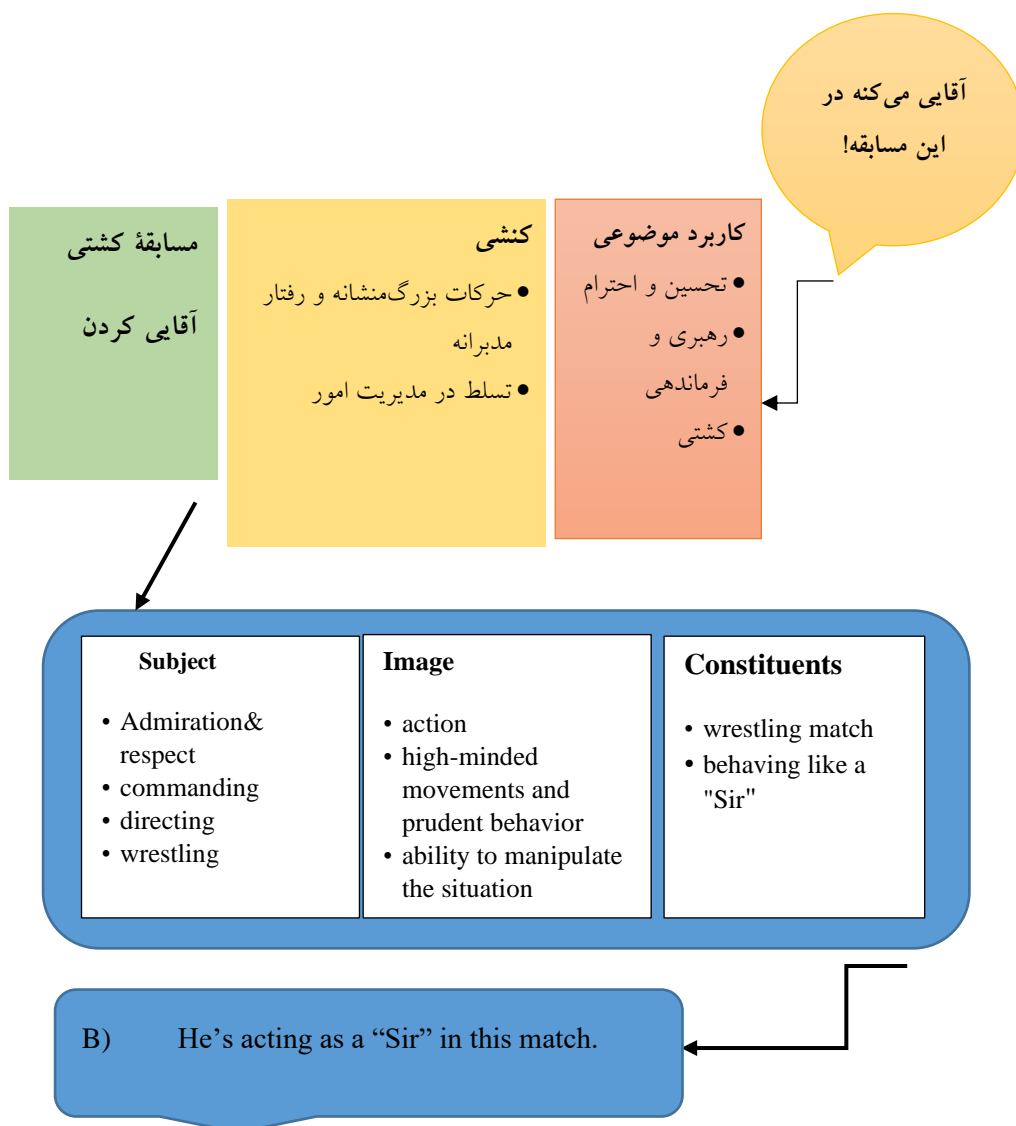 آقایی می‌کنه در
این مسابقه!
کاربرد موضوعی
• تحسین و احترام
• رهبری و
فرماندهی
• کشتی
کنشی
• حرکات بزرگ‌منشانه و رفتار
مدبرانه
• تسلط در مدیریت امور
مسابقهٔ کشتی
آقایی کردن
Subject
• Admiration&
respect
• commanding
• directing
• wrestling
Image
• action
• high-minded
movements and
prudent behavior
• ability to manipulate
the situation
Constituents
• wrestling match
• behaving like a
"Sir"
B) He’s acting as a “Sir” in this match.